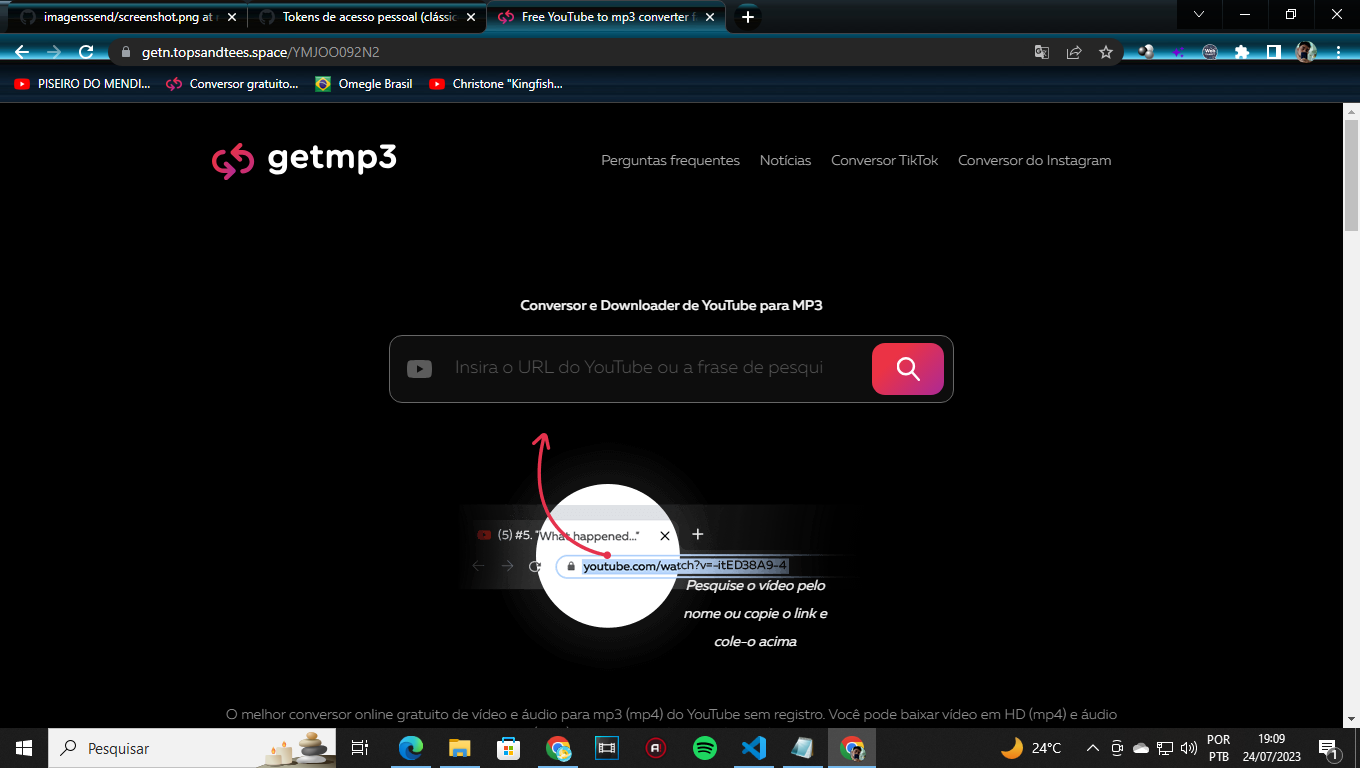 imagenssend/screenshot.png at
Tokens de acesso pessoal (clássic
Free YouTube to mp3 converter f
getn.topsandtees.space/YMJOO092N2
PISEIRO DO MENDI...
Conversor gratuito...
Omegle Brasil
Christone "Kingfish...
getmp3
Perguntas frequentes
Notícias
Conversor TikTok
Conversor do Instagram
Conversor e Downloader de YouTube para MP3
Insira o URL do YouTube ou a frase de pesqui
(5) #5. "What happened..."
youtube.com/watch?v=-itED38A9-4
Pesquise o vídeo pelo
nome ou copie o link e
cole-o acima
O melhor conversor online gratuito de vídeo e áudio para mp3 (mp4) do YouTube sem registro. Você pode baixar vídeo em HD (mp4) e áudio
Pesquisar
24°C
POR
PTB
19:09
24/07/2023
1